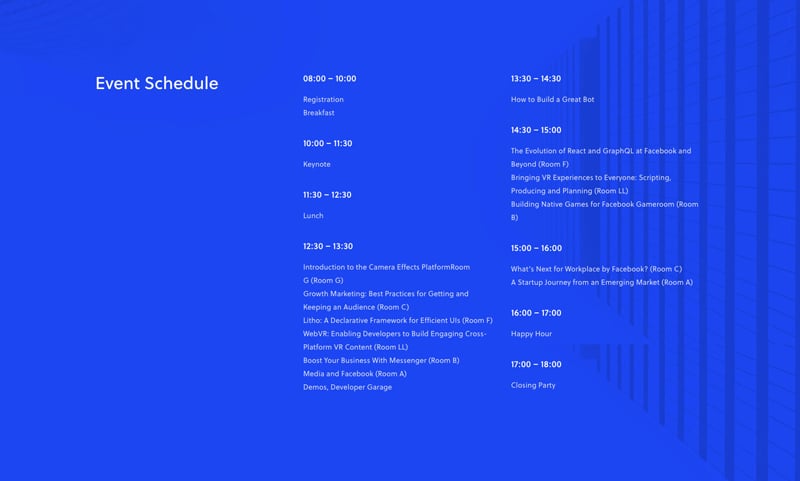 Event Schedule
08:00 – 10:00
Registration
Breakfast
10:00 – 11:30
Keynote
11:30 – 12:30
Lunch
12:30 – 13:30
Introduction to the Camera Effects PlatformRoom
G (Room G)
Growth Marketing: Best Practices for Getting and
Keeping an Audience (Room C)
Litho: A Declarative Framework for Efficient UIs (Room F)
WebVR: Enabling Developers to Build Engaging Cross-
Platform VR Content (Room LL)
Boost Your Business With Messenger (Room B)
Media and Facebook (Room A)
Demos, Developer Garage
13:30 – 14:30
How to Build a Great Bot
14:30 – 15:00
The Evolution of React and GraphQL at Facebook and
Beyond (Room F)
Bringing VR Experiences to Everyone: Scripting,
Producing and Planning (Room LL)
Building Native Games for Facebook Gameroom (Room
B)
15:00 – 16:00
What's Next for Workplace by Facebook? (Room C)
A Startup Journey from an Emerging Market (Room A)
16:00 – 17:00
Happy Hour
17:00 – 18:00
Closing Party